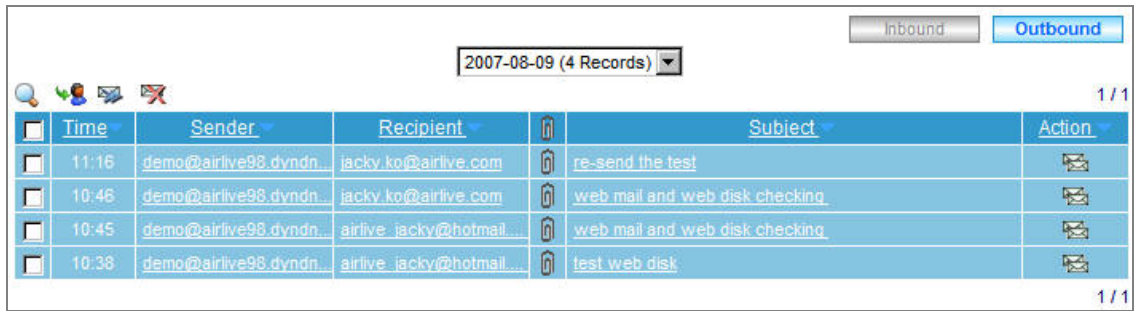 Inbound Outbound
2007-08-09 (4 Records)
1 / 1
Time Sender Recipient Subject Action
11:16 demo@airlive98.dyndn... jacky.ko@airlive.com re-send the test
10:46 demo@airlive98.dyndn... jacky.ko@airlive.com web mail and web disk checking
10:45 demo@airlive98.dyndn... airlive_jacky@hotmail.... web mail and web disk checking
10:38 demo@airlive98.dyndn... airlive_jacky@hotmail.... test web disk
1 / 1